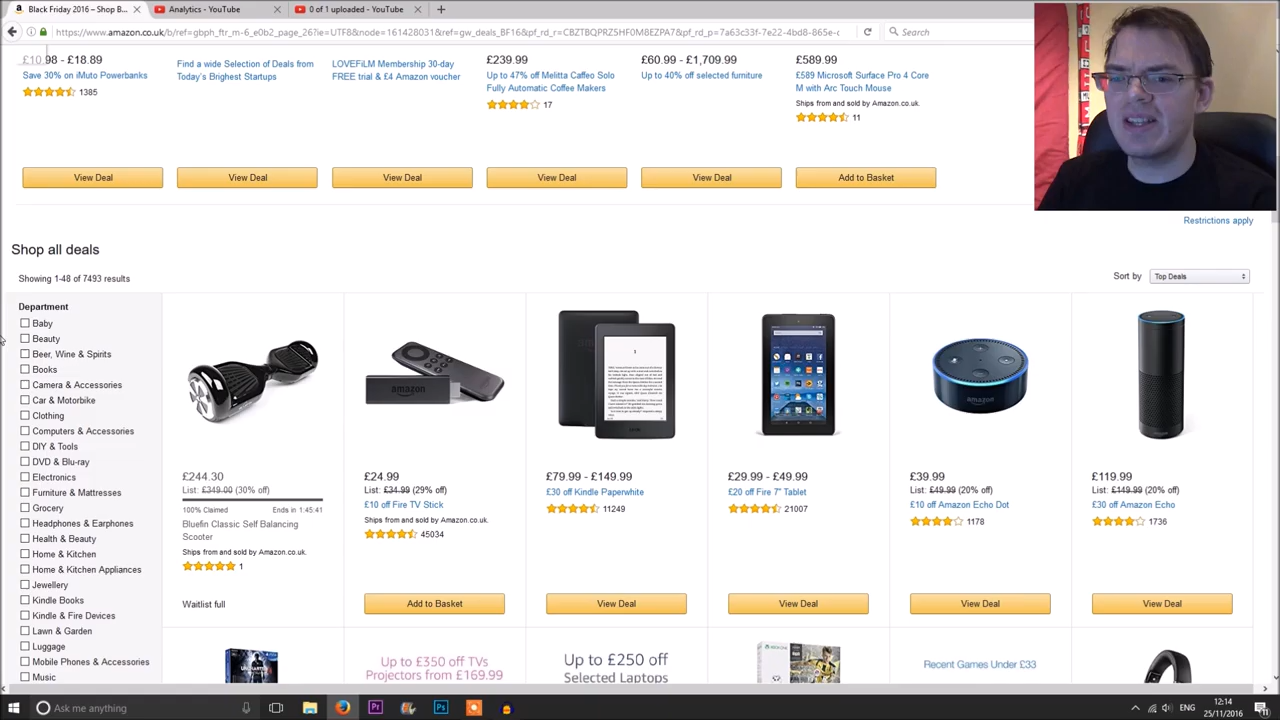 Black Friday 2016 – Shop B...
Analytics - YouTube
0 of 1 uploaded - YouTube
https://www.amazon.co.uk/b/ref=gbph_ftr_m-6_e0b2_page_26?ie=UTF8&node=161428031&ref=gw_deals_BF16&pf_rd_r=CBZTBQPRZSHF0M8EZPA7&pf_rd_p=7a63c33f-7e22-4bd8-865e-c
Search
£10.98 - £18.89
Save 30% on iMuto Powerbanks
1385
View Deal
Find a wide Selection of Deals from
Today's Brightest Startups
View Deal
LOVEFiLM Membership 30-day
FREE trial & £4 Amazon voucher
View Deal
£239.99
Up to 47% off Melitta Caffeo Solo
Fully Automatic Coffee Makers
17
View Deal
£60.99 - £1,709.99
Up to 40% off selected furniture
View Deal
£589.99
£589 Microsoft Surface Pro 4 Core
M with Arc Touch Mouse
Ships from and sold by Amazon.co.uk.
11
Add to Basket
Restrictions apply
Shop all deals
Showing 1-48 of 7493 results
Sort by
Top Deals
Department
Baby
Beauty
Beer, Wine & Spirits
Books
Camera & Accessories
Car & Motorbike
Clothing
Computers & Accessories
DIY & Tools
DVD & Blu-ray
Electronics
Furniture & Mattresses
Grocery
Headphones & Earphones
Health & Beauty
Home & Kitchen
Home & Kitchen Appliances
Jewellery
Kindle Books
Kindle & Fire Devices
Lawn & Garden
Luggage
Mobile Phones & Accessories
Music
£244.30
List: £349.00 (30% off)
100% Claimed
Ends in 1:45:41
Bluefin Classic Self Balancing
Scooter
Ships from and sold by Amazon.co.uk.
1
Waitlist full
amazon
£24.99
List: £34.99 (29% off)
£10 off Fire TV Stick
Ships from and sold by Amazon.co.uk.
45034
Add to Basket
£79.99 - £149.99
£30 off Kindle Paperwhite
11249
View Deal
£29.99 - £49.99
£20 off Fire 7" Tablet
21007
View Deal
amazon
£39.99
List: £49.99 (20% off)
£10 off Amazon Echo Dot
1178
View Deal
£119.99
List: £149.99 (20% off)
£30 off Amazon Echo
1736
View Deal
Up to £350 off TVs
Projectors from £169.99
Up to £250 off
Selected Laptops
Recent Games Under £33
Ask me anything
ENG
12:14
25/11/2016